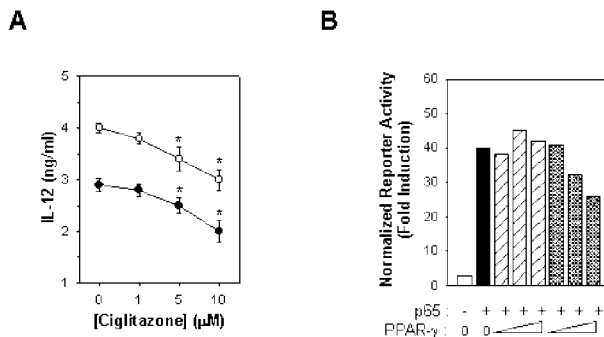 A
B
IL-12 (ng/ml)
5
4
3
2
1
*
*
*
*
0
1
5
10
[Ciglitazone] (μM)
Normalized Reporter Activity
(Fold Induction)
60
50
40
30
20
10
0
p65 : - + + + + + + +
PPAR-γ : 0 0